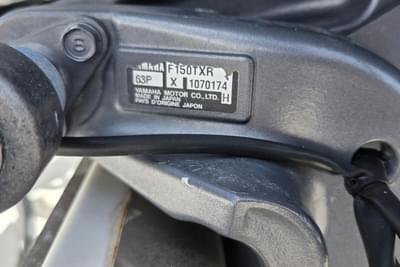 YAMAHA F150TXR
63P X 1070174
YAMAHA MOTOR CO.,LTD. H
MADE IN JAPAN
PAYS D'ORIGINE JAPON